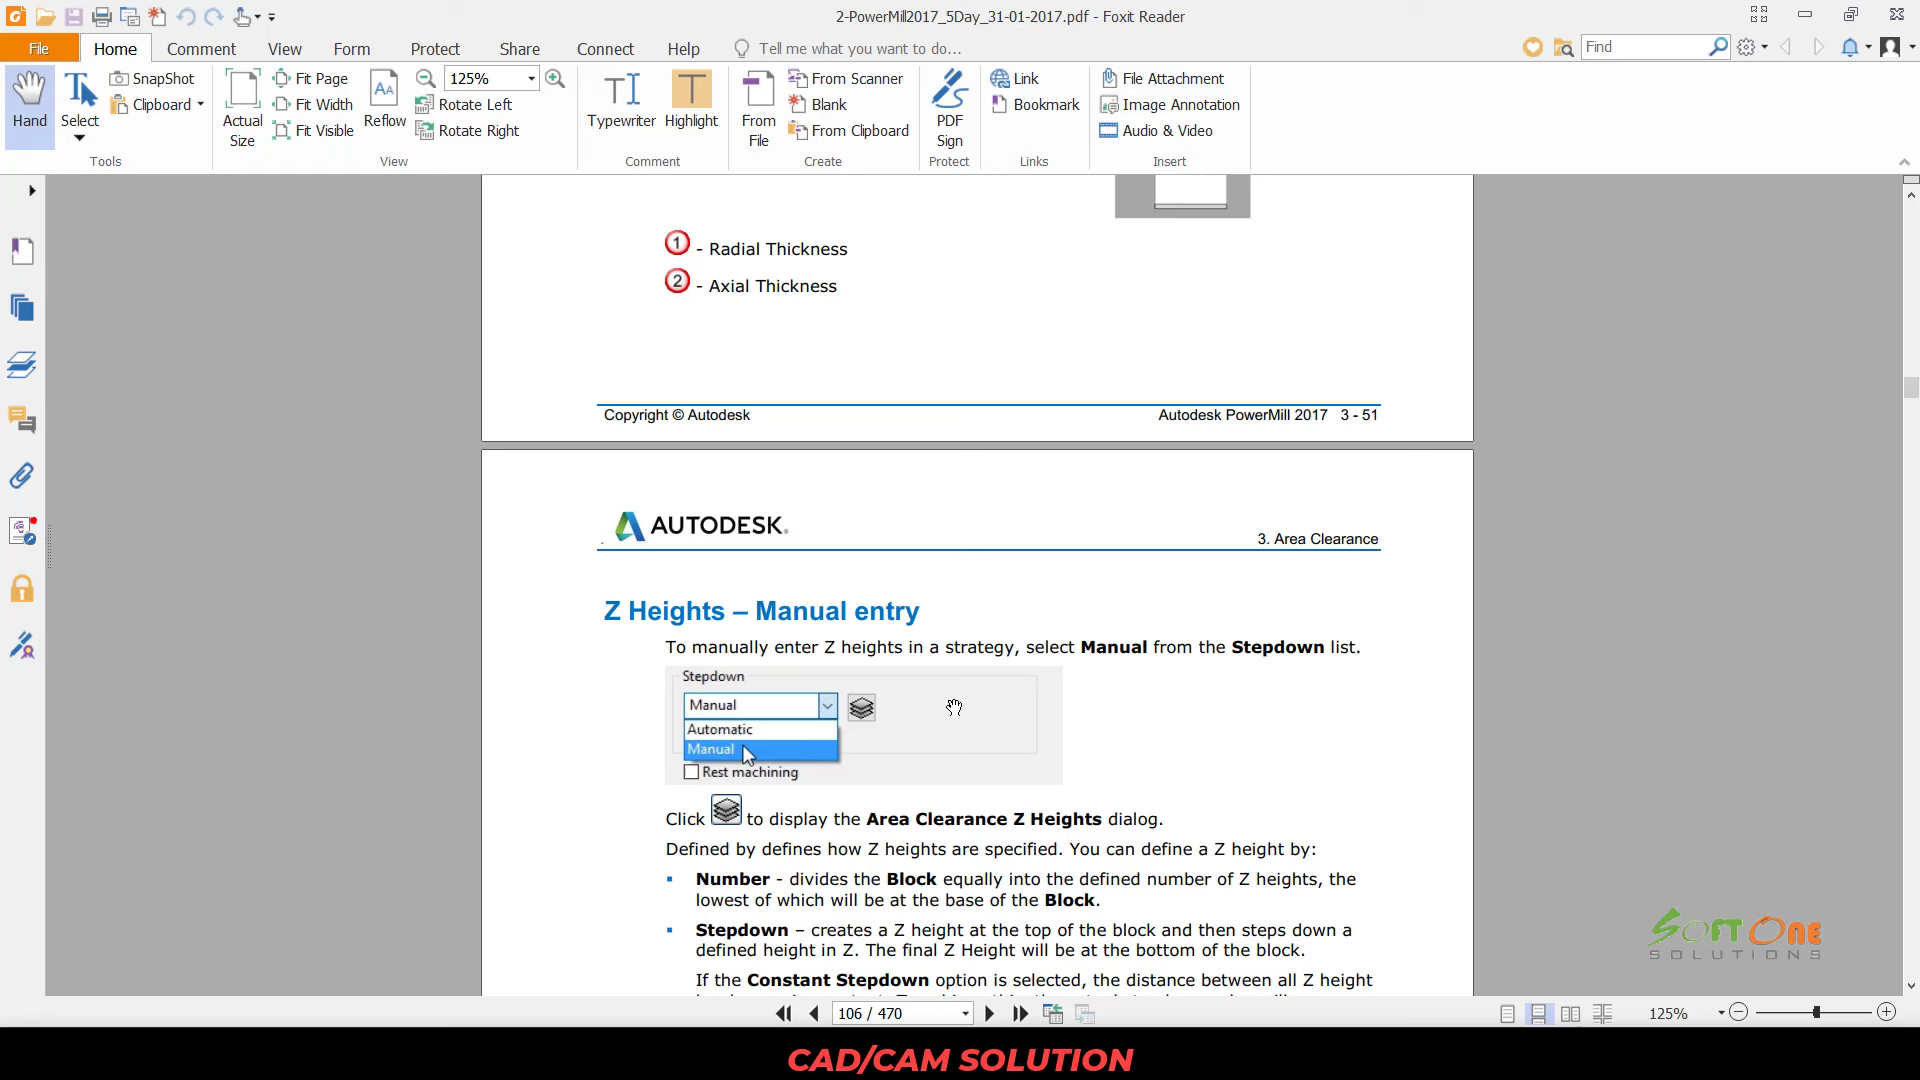 2-PowerMill2017_5Day_31-01-2017.pdf - Foxit Reader
File Home Comment View Form Protect Share Connect Help Tell me what you want to do... Find
Hand
Select
SnapShot
Clipboard
Tools
Actual
Size
Fit Page
Fit Width
Fit Visible
Reflow
125%
Rotate Left
Rotate Right
View
Typewriter
Highlight
Comment
From
File
From Scanner
Blank
From Clipboard
Create
PDF
Sign
Protect
Link
Bookmark
Links
File Attachment
Image Annotation
Audio & Video
Insert
1 - Radial Thickness
2 - Axial Thickness
Copyright © Autodesk Autodesk PowerMill 2017 3 - 51
AUTODESK®
3. Area Clearance
Z Heights – Manual entry
To manually enter Z heights in a strategy, select Manual from the Stepdown list.
Stepdown
Manual
Automatic
Manual
Rest machining
Click to display the Area Clearance Z Heights dialog.
Defined by defines how Z heights are specified. You can define a Z height by:
▪ Number - divides the Block equally into the defined number of Z heights, the
lowest of which will be at the base of the Block.
▪ Stepdown – creates a Z height at the top of the block and then steps down a
defined height in Z. The final Z Height will be at the bottom of the block.
If the Constant Stepdown option is selected, the distance between all Z height
SOFTONE
SOLUTIONS
106 / 470
125%
CAD/CAM SOLUTION